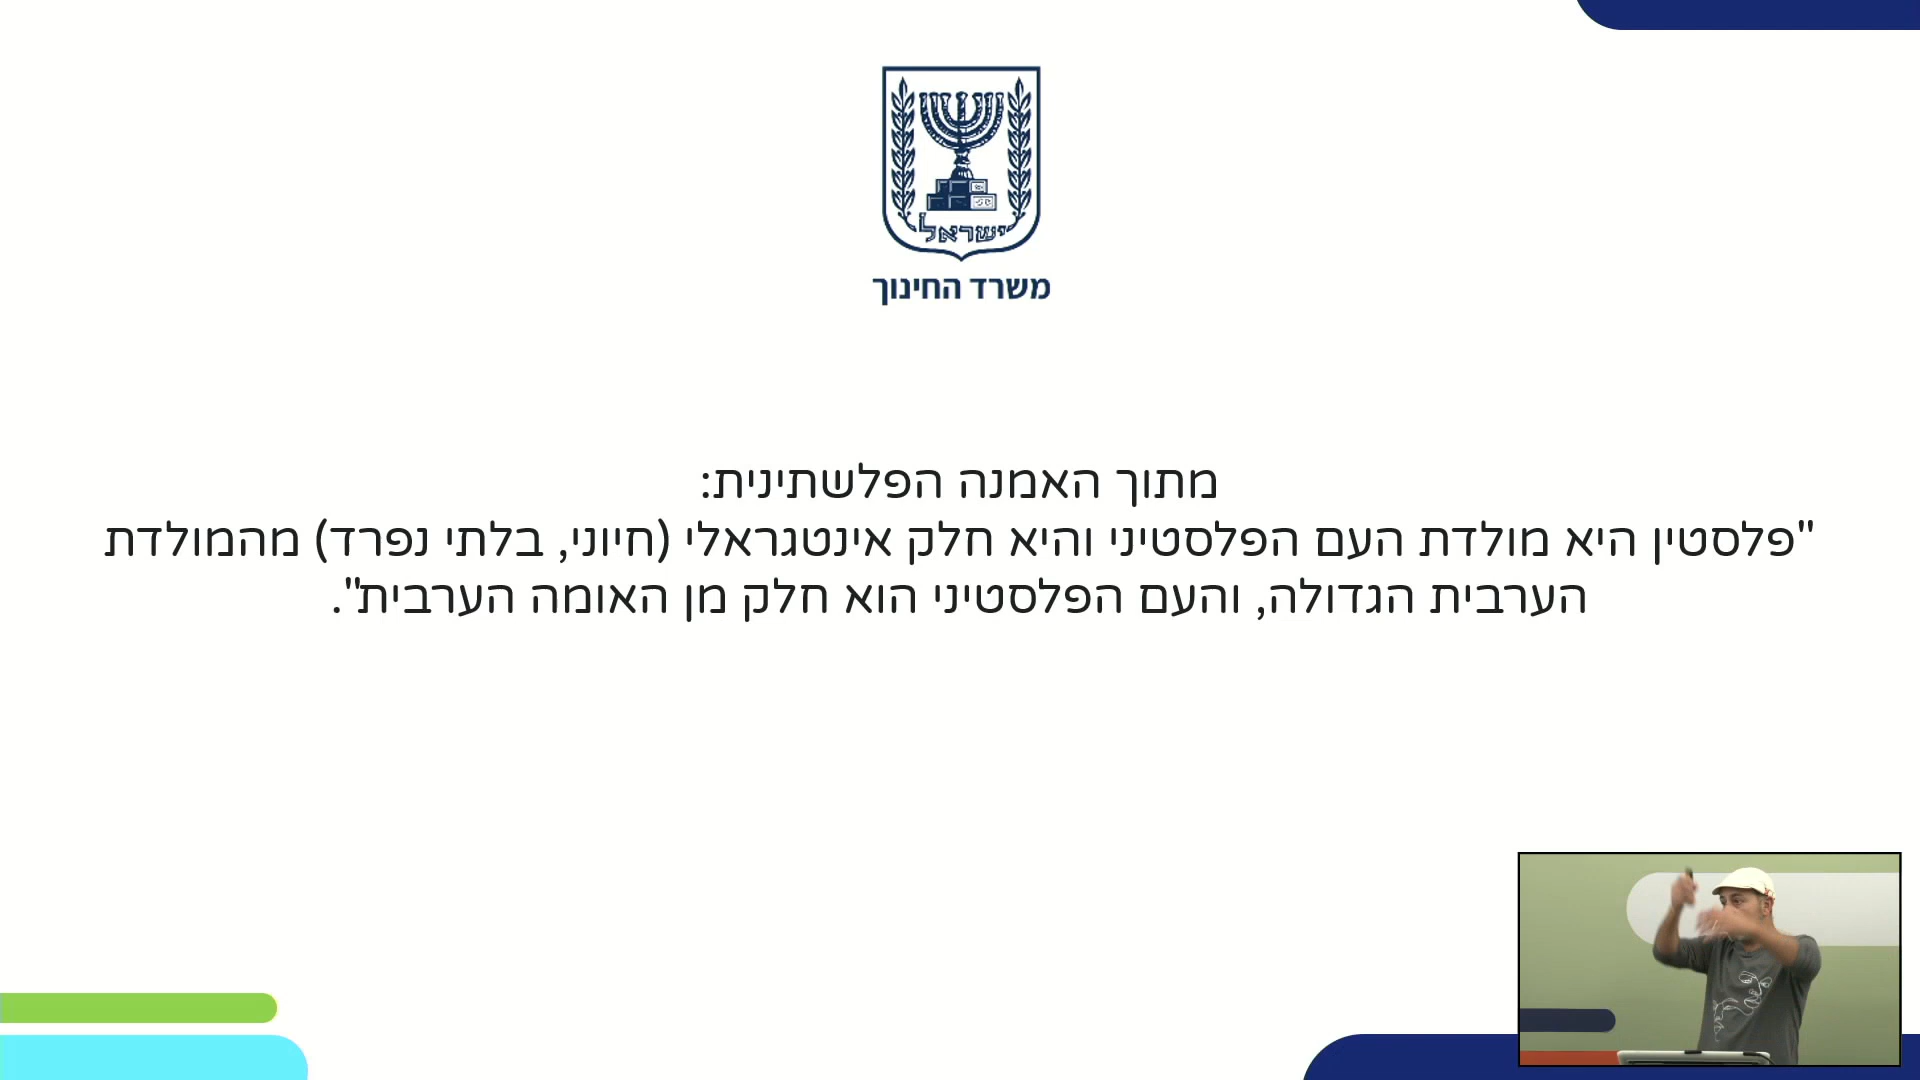 ישראל
משרד החינוך
מתוך האמנה הפלשתינית:
"פלסטין היא מולדת העם הפלסטיני והיא חלק אינטגראלי (חיוני, בלתי נפרד) מהמולדת
הערבית הגדולה, והעם הפלסטיני הוא חלק מן האומה הערבית".